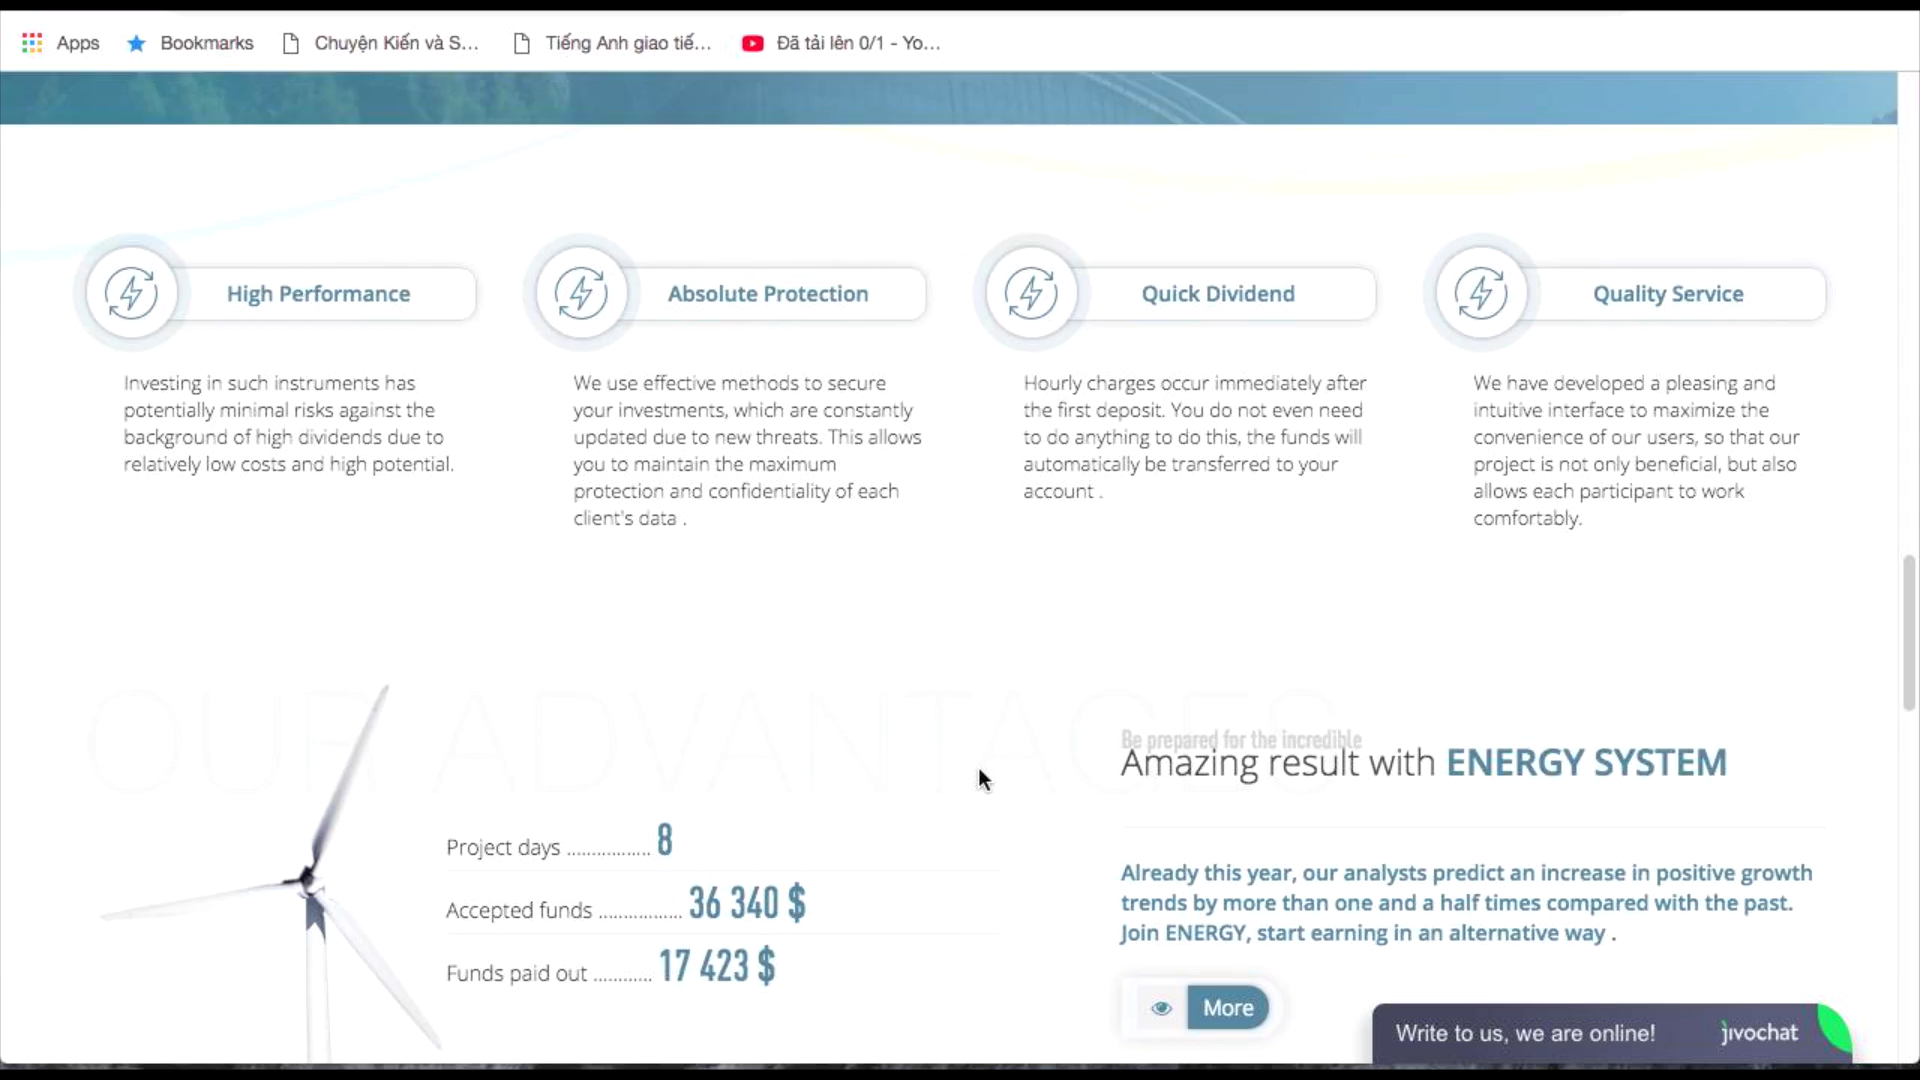 Apps Bookmarks Chuyện Kiến và S... Tiếng Anh giao tiế... Đã tải lên 0/1 - Yo...
High Performance
Investing in such instruments has
potentially minimal risks against the
background of high dividends due to
relatively low costs and high potential.
Absolute Protection
We use effective methods to secure
your investments, which are constantly
updated due to new threats. This allows
you to maintain the maximum
protection and confidentiality of each
client's data .
Quick Dividend
Hourly charges occur immediately after
the first deposit. You do not even need
to do anything to do this, the funds will
automatically be transferred to your
account .
Quality Service
We have developed a pleasing and
intuitive interface to maximize the
convenience of our users, so that our
project is not only beneficial, but also
allows each participant to work
comfortably.
OUR ADVANTAGES
Project days ................ 8
Accepted funds ................ 36 340 $
Funds paid out ........... 17 423 $
Be prepared for the incredible
Amazing result with ENERGY SYSTEM
Already this year, our analysts predict an increase in positive growth
trends by more than one and a half times compared with the past.
Join ENERGY, start earning in an alternative way .
More
Write to us, we are online! jivochat